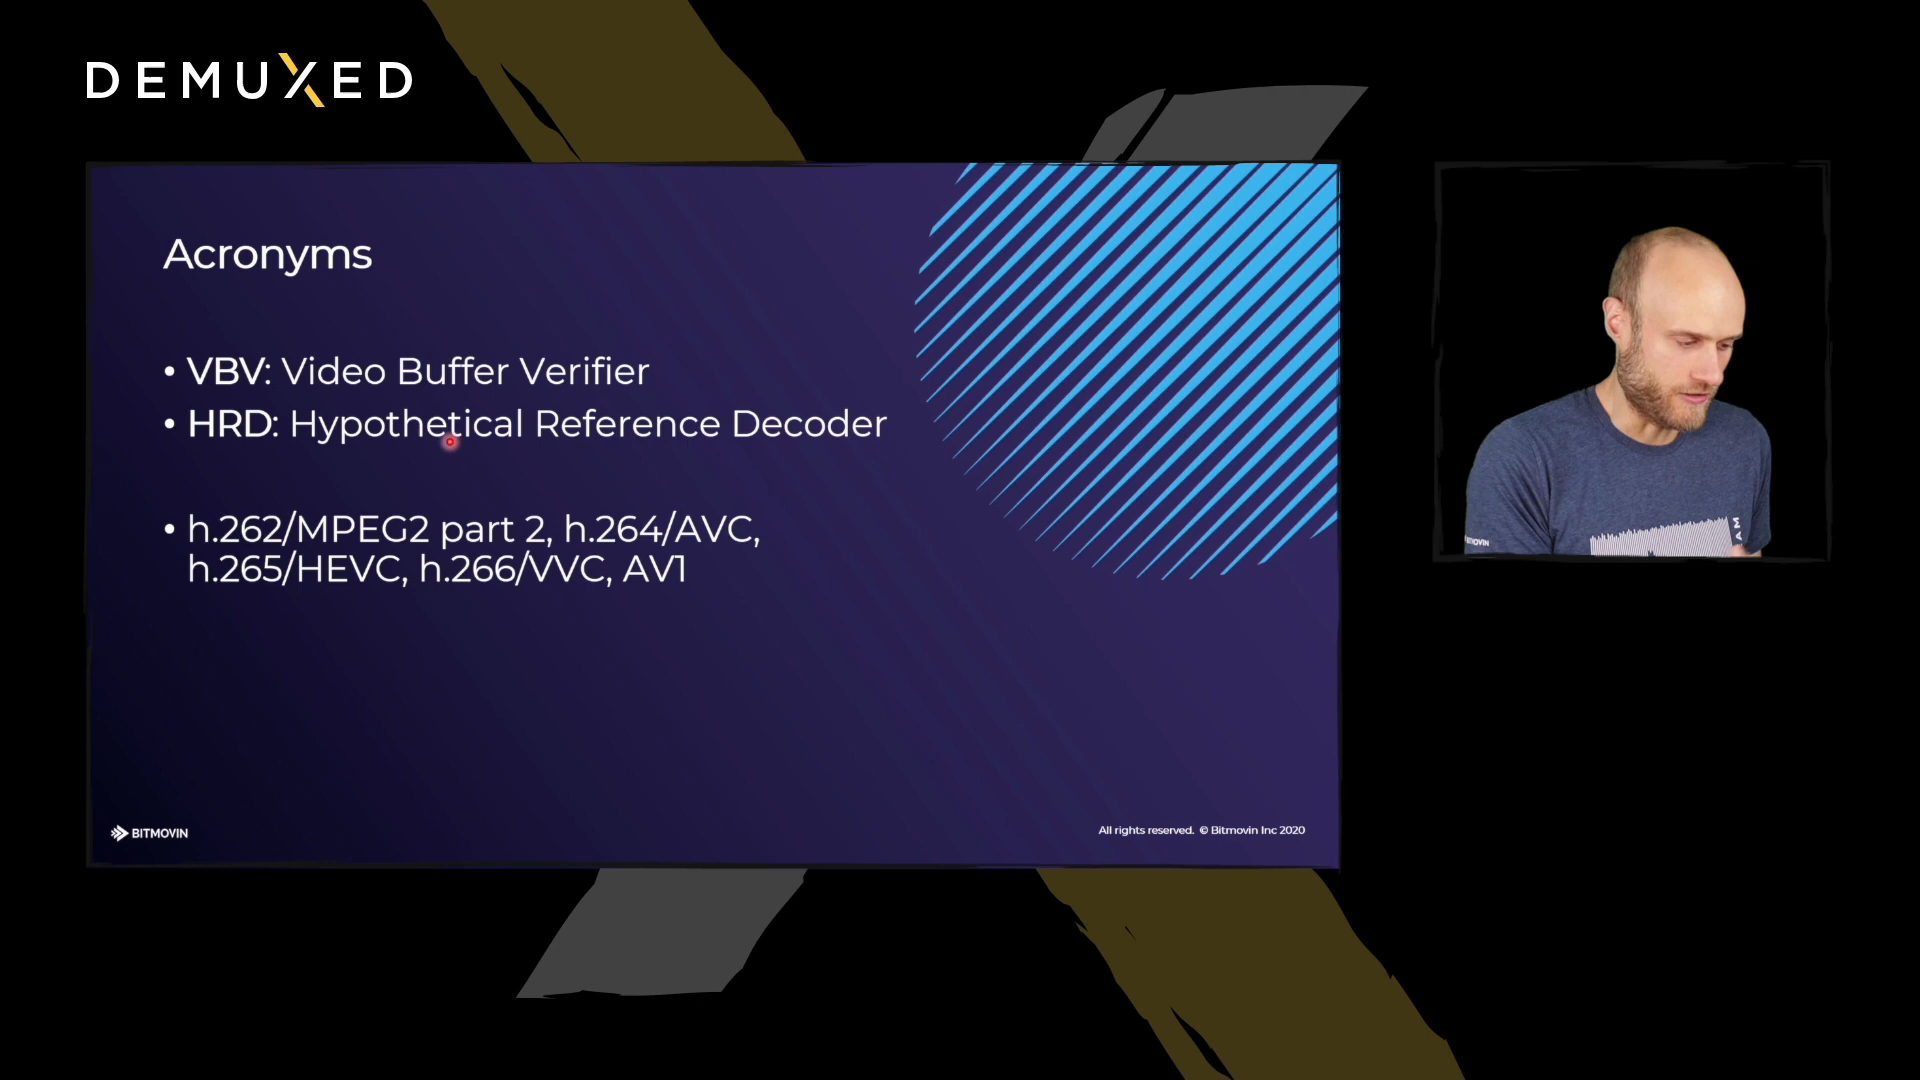 DEMUXED
Acronyms
• VBV: Video Buffer Verifier
• HRD: Hypothetical Reference Decoder
• h.262/MPEG2 part 2, h.264/AVC,
h.265/HEVC, h.266/VVC, AV1
BITMOVIN
All rights reserved. © Bitmovin Inc 2020